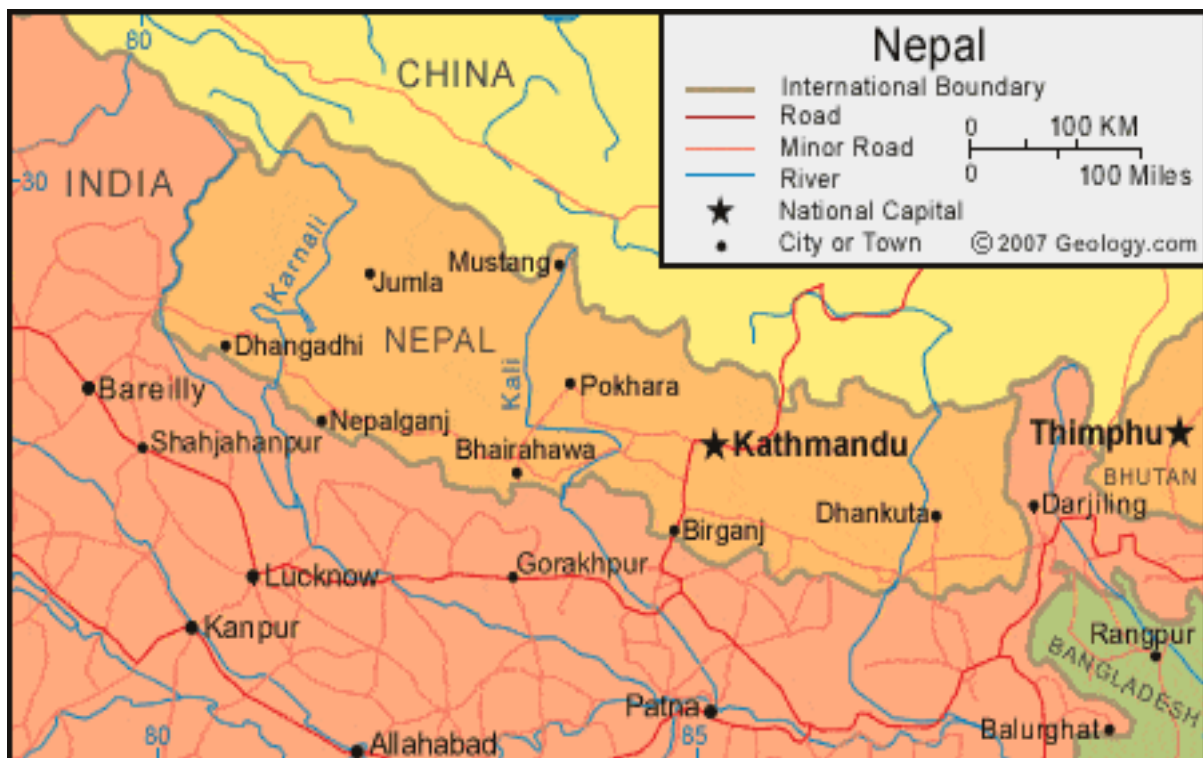 80
CHINA
Nepal
International Boundary
Road
Minor Road
River
National Capital
City or Town
0 100 KM
0 100 Miles
© 2007 Geology.com
30
INDIA
Karnali
Mustang
Jumla
NEPAL
Dhangadhi
Kali
Pokhara
Bareilly
Nepalganj
Shahjahanpur
Bhairahawa
Kathmandu
Thimphu
BHUTAN
Birganj
Dhankuta
Darjiling
Gorakhpur
Lucknow
Kanpur
Rangpur
BANGLADESH
Patna
Balurghat
80
Allahabad
85